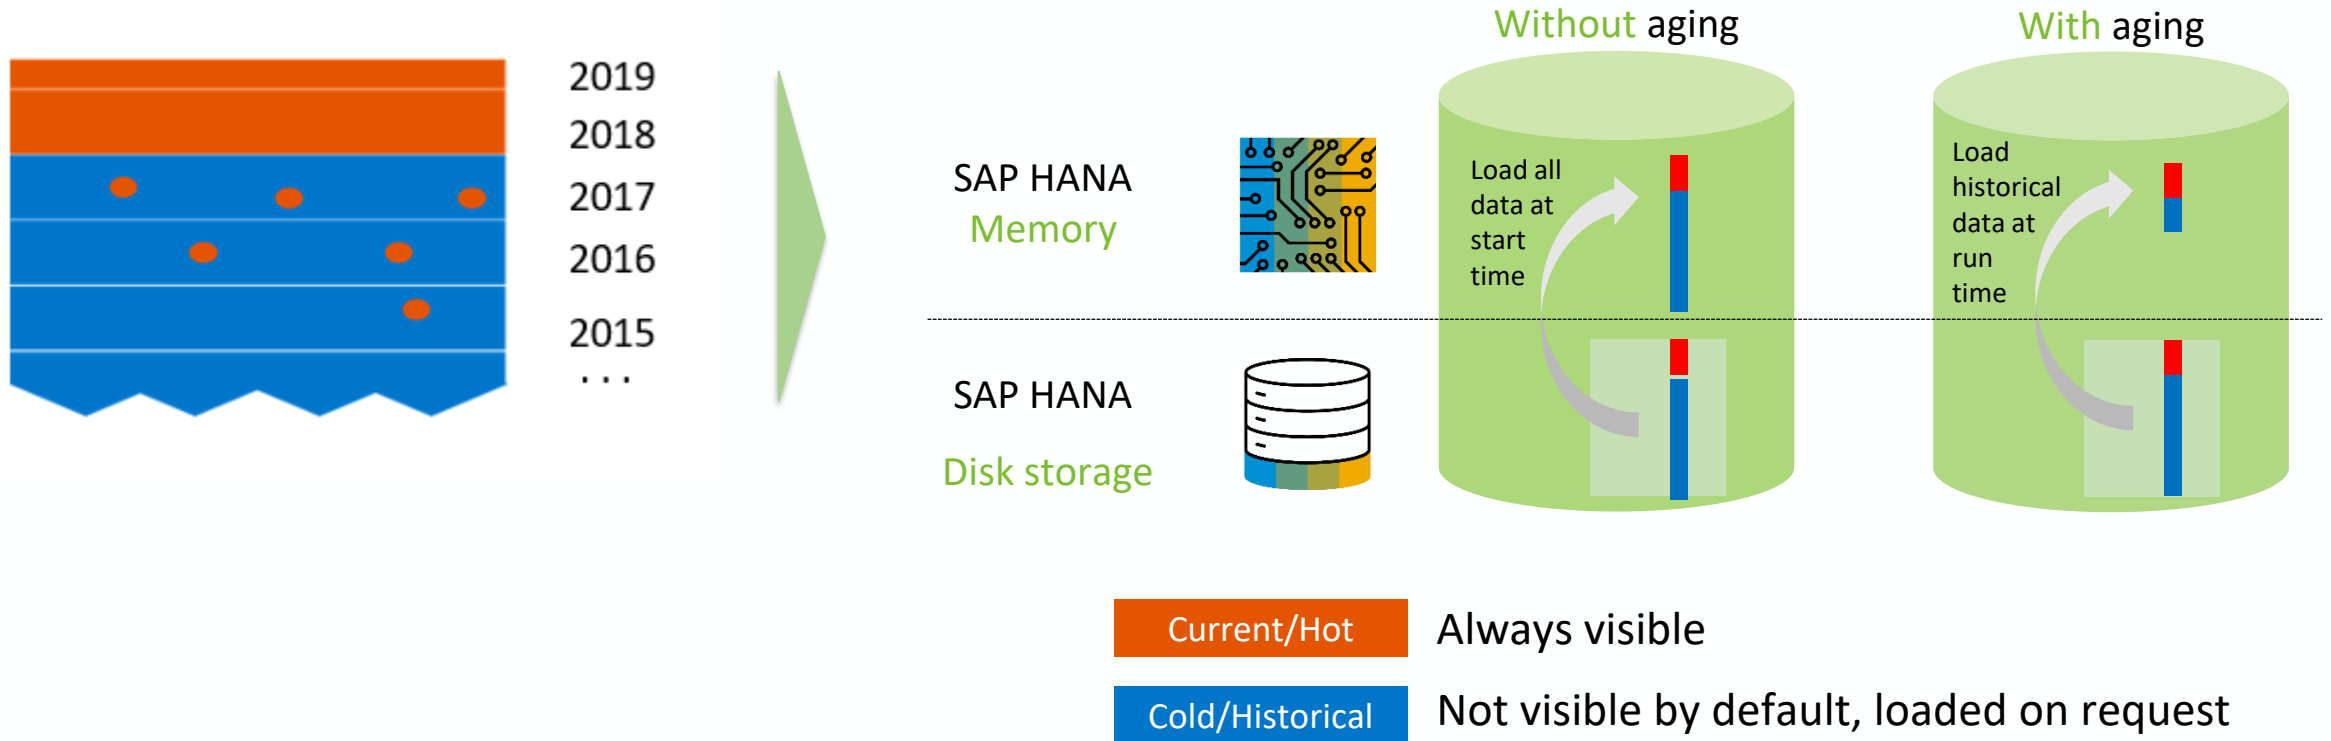 2019
2018
2017
2016
2015
...
SAP HANA
Memory
SAP HANA
Disk storage
Without aging
Load all
data at
start
time
With aging
Load
historical
data at
run
time
Current/Hot
Always visible
Cold/Historical
Not visible by default, loaded on request